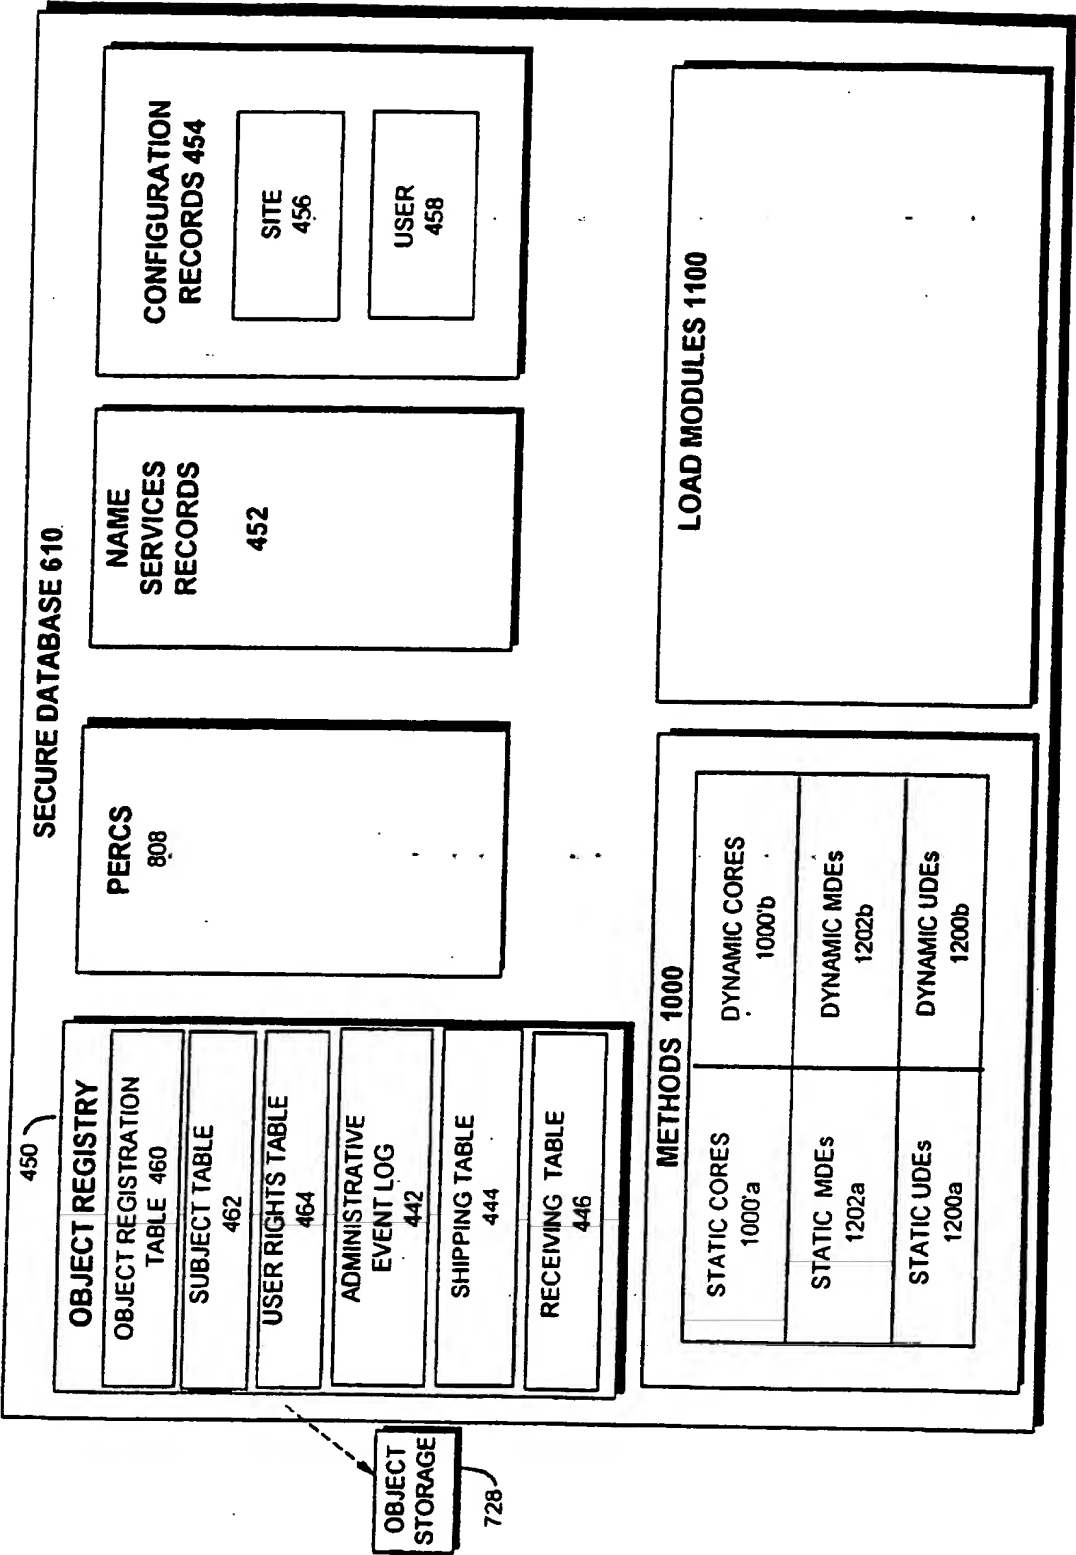 SECURE DATABASE 610
450
OBJECT REGISTRY
OBJECT REGISTRATION
TABLE 460
SUBJECT TABLE
462
USER RIGHTS TABLE
464
ADMINISTRATIVE
EVENT LOG
442
SHIPPING TABLE
444
RECEIVING TABLE
446
PERCS
808
NAME
SERVICES
RECORDS
452
CONFIGURATION
RECORDS 454
SITE
456
USER
458
OBJECT
STORAGE
728
METHODS 1000
STATIC CORES
1000'a
DYNAMIC CORES
1000'b
STATIC MDEs
1202a
DYNAMIC MDEs
1202b
STATIC UDEs
1200a
DYNAMIC UDEs
1200b
LOAD MODULES 1100